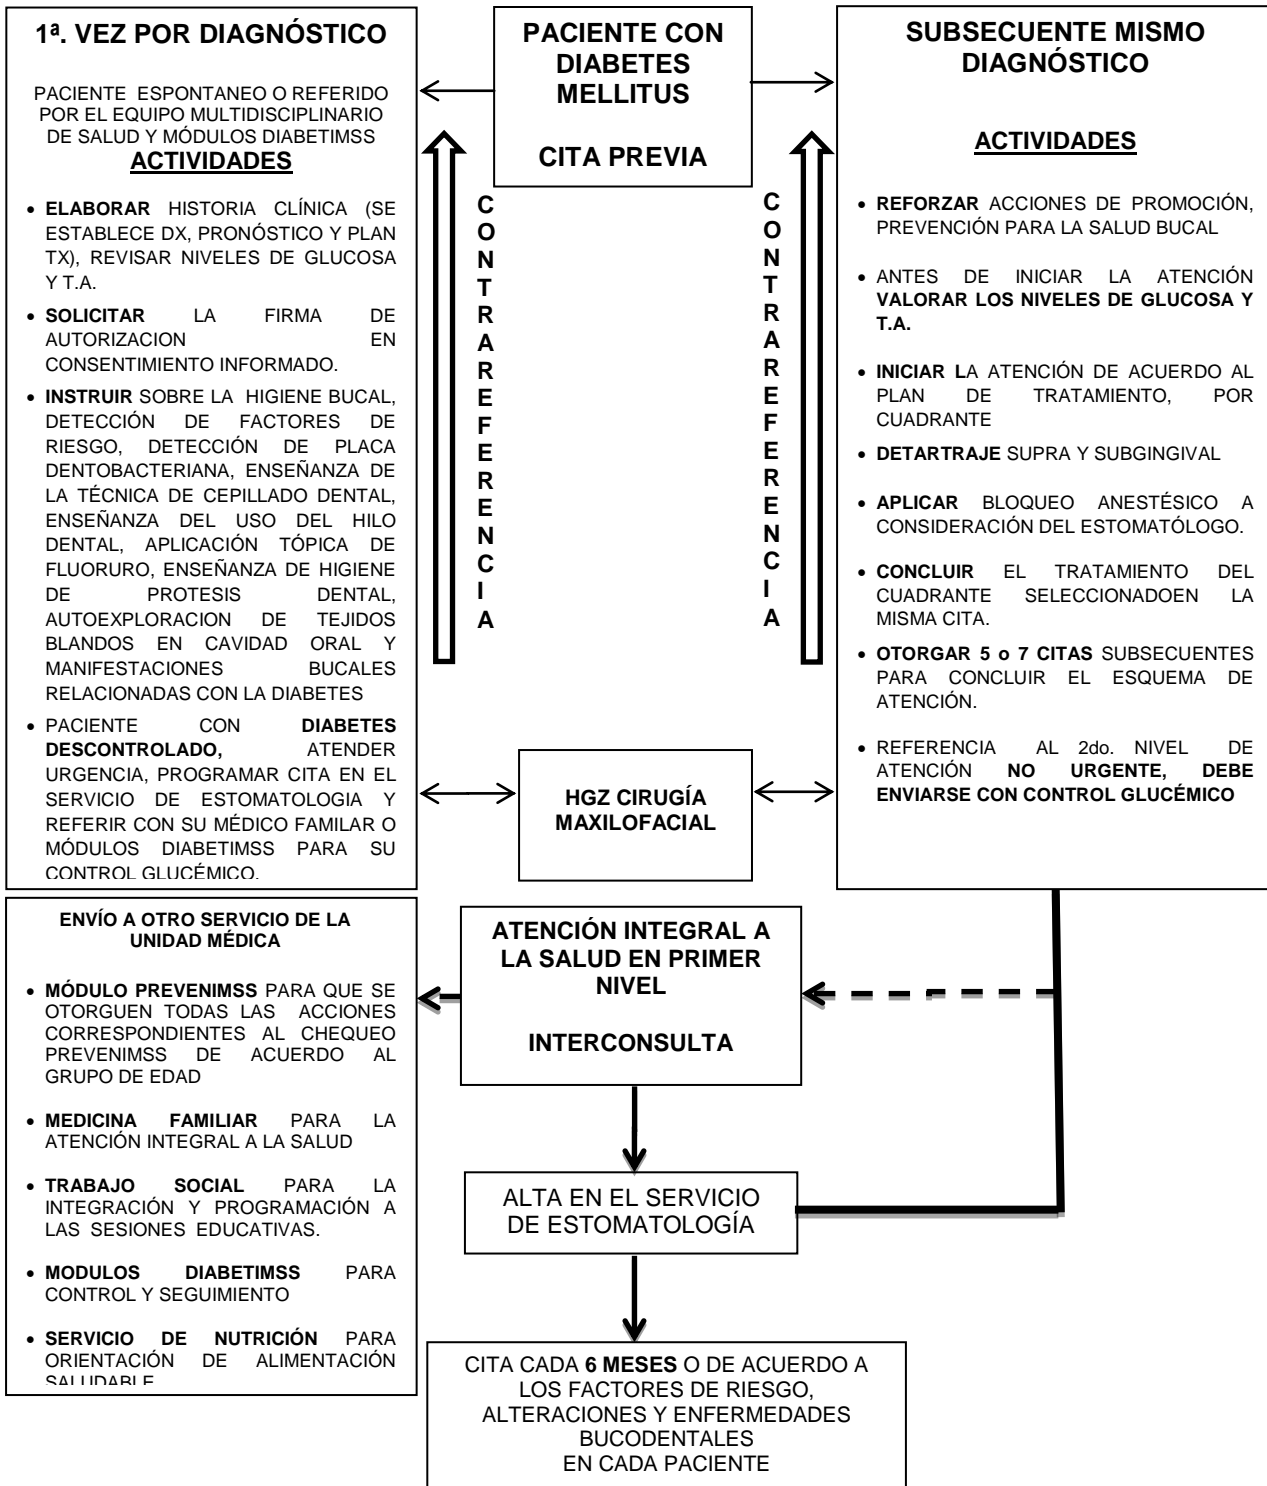 1ª. VEZ POR DIAGNÓSTICO
PACIENTE ESPONTANEO O REFERIDO
POR EL EQUIPO MULTIDISCIPLINARIO
DE SALUD Y MÓDULOS DIABETIMSS
ACTIVIDADES
• ELABORAR HISTORIA CLÍNICA (SE
ESTABLECE DX, PRONÓSTICO Y PLAN
TX), REVISAR NIVELES DE GLUCOSA
Y T.A.
• SOLICITAR LA FIRMA DE
AUTORIZACION EN
CONSENTIMIENTO INFORMADO.
• INSTRUIR SOBRE LA HIGIENE BUCAL,
DETECCIÓN DE FACTORES DE
RIESGO, DETECCIÓN DE PLACA
DENTOBACTERIANA, ENSEÑANZA DE
LA TÉCNICA DE CEPILLADO DENTAL,
ENSEÑANZA DEL USO DEL HILO
DENTAL, APLICACIÓN TÓPICA DE
FLUORURO, ENSEÑANZA DE HIGIENE
DE PROTESIS DENTAL,
AUTOEXPLORACION DE TEJIDOS
BLANDOS EN CAVIDAD ORAL Y
MANIFESTACIONES BUCALES
RELACIONADAS CON LA DIABETES
• PACIENTE CON DIABETES
DESCONTROLADO, ATENDER
URGENCIA, PROGRAMAR CITA EN EL
SERVICIO DE ESTOMATOLOGIA Y
REFERIR CON SU MÉDICO FAMILAR O
MÓDULOS DIABETIMSS PARA SU
CONTROL GLUCÉMICO.
PACIENTE CON
DIABETES
MELLITUS
CITA PREVIA
CONTRAREFERENCIA
CONTRAREFERENCIA
SUBSECUENTE MISMO
DIAGNÓSTICO
ACTIVIDADES
• REFORZAR ACCIONES DE PROMOCIÓN,
PREVENCIÓN PARA LA SALUD BUCAL
• ANTES DE INICIAR LA ATENCIÓN
VALORAR LOS NIVELES DE GLUCOSA Y
T.A.
• INICIAR LA ATENCIÓN DE ACUERDO AL
PLAN DE TRATAMIENTO, POR
CUADRANTE
• DETARTRAJE SUPRA Y SUBGINGIVAL
• APLICAR BLOQUEO ANESTÉSICO A
CONSIDERACIÓN DEL ESTOMATÓLOGO.
• CONCLUIR EL TRATAMIENTO DEL
CUADRANTE SELECCIONADOEN LA
MISMA CITA.
• OTORGAR 5 o 7 CITAS SUBSECUENTES
PARA CONCLUIR EL ESQUEMA DE
ATENCIÓN.
• REFERENCIA AL 2do. NIVEL DE
ATENCIÓN NO URGENTE, DEBE
ENVIARSE CON CONTROL GLUCÉMICO
HGZ CIRUGÍA
MAXILOFACIAL
ENVÍO A OTRO SERVICIO DE LA
UNIDAD MÉDICA
• MÓDULO PREVENIMSS PARA QUE SE
OTORGUEN TODAS LAS ACCIONES
CORRESPONDIENTES AL CHEQUEO
PREVENIMSS DE ACUERDO AL
GRUPO DE EDAD
• MEDICINA FAMILIAR PARA LA
ATENCIÓN INTEGRAL A LA SALUD
• TRABAJO SOCIAL PARA LA
INTEGRACIÓN Y PROGRAMACIÓN A
LAS SESIONES EDUCATIVAS.
• MODULOS DIABETIMSS PARA
CONTROL Y SEGUIMIENTO
• SERVICIO DE NUTRICIÓN PARA
ORIENTACIÓN DE ALIMENTACIÓN
SALUDABLE
ATENCIÓN INTEGRAL A
LA SALUD EN PRIMER
NIVEL
INTERCONSULTA
ALTA EN EL SERVICIO
DE ESTOMATOLOGÍA
CITA CADA 6 MESES O DE ACUERDO A
LOS FACTORES DE RIESGO,
ALTERACIONES Y ENFERMEDADES
BUCODENTALES
EN CADA PACIENTE